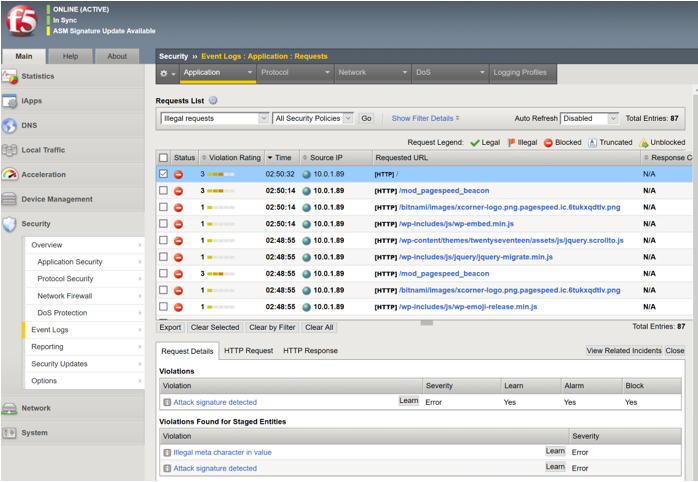 f5
ONLINE (ACTIVE)
In Sync
ASM Signature Update Available
Main Help About
Security ›› Event Logs : Application : Requests
Application Protocol Network DoS Logging Profiles
Statistics
iApps
DNS
Local Traffic
Acceleration
Device Management
Security
Overview
Application Security
Protocol Security
Network Firewall
DoS Protection
Event Logs
Reporting
Security Updates
Options
Network
System
Requests List
Illegal requests All Security Policies Go Show Filter Details Auto Refresh Disabled Total Entries: 87
Request Legend: Legal Illegal Blocked Truncated Unblocked
Status Violation Rating Time Source IP Requested URL Response C
3 02:50:32 10.0.1.89 [HTTP] / N/A
3 02:50:14 10.0.1.89 [HTTP] /mod_pagespeed_beacon N/A
1 02:50:14 10.0.1.89 [HTTP] /bitnami/images/xcorner-logo.png.pagespeed.ic.6tukxqdtlv.png N/A
1 02:50:14 10.0.1.89 [HTTP] /wp-includes/js/wp-embed.min.js N/A
1 02:48:55 10.0.1.89 [HTTP] /wp-content/themes/twentyseventeen/assets/js/jquery.scrollto.js N/A
1 02:48:55 10.0.1.89 [HTTP] /wp-includes/js/jquery/jquery-migrate.min.js N/A
3 02:48:55 10.0.1.89 [HTTP] /mod_pagespeed_beacon N/A
1 02:48:55 10.0.1.89 [HTTP] /bitnami/images/xcorner-logo.png.pagespeed.ic.6tukxqdtlv.png N/A
1 02:48:55 10.0.1.89 [HTTP] /wp-includes/js/wp-emoji-release.min.js N/A
Export Clear Selected Clear by Filter Clear All Total Entries: 87
Request Details HTTP Request HTTP Response View Related Incidents Close
Violations
Violation Severity Learn Alarm Block
Attack signature detected Learn Error Yes Yes Yes
Violations Found for Staged Entities
Violation Severity
Illegal meta character in value Learn Error
Attack signature detected Learn Error